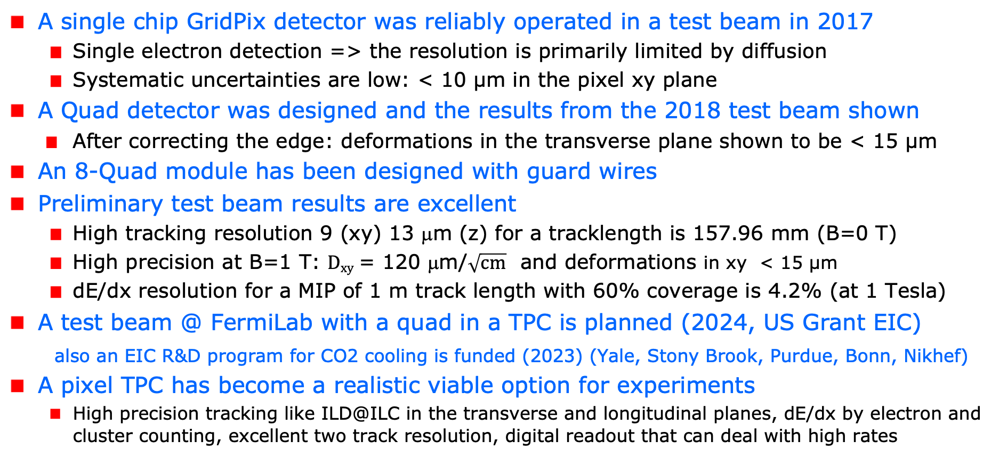 A single chip GridPix detector was reliably operated in a test beam in 2017
Single electron detection => the resolution is primarily limited by diffusion
Systematic uncertainties are low: < 10 µm in the pixel xy plane
A Quad detector was designed and the results from the 2018 test beam shown
After correcting the edge: deformations in the transverse plane shown to be < 15 µm
An 8-Quad module has been designed with guard wires
Preliminary test beam results are excellent
High tracking resolution 9 (xy) 13 µm (z) for a tracklength is 157.96 mm (B=0 T)
High precision at B=1 T: D_xy = 120 µm/√cm and deformations in xy < 15 µm
dE/dx resolution for a MIP of 1 m track length with 60% coverage is 4.2% (at 1 Tesla)
A test beam @ FermiLab with a quad in a TPC is planned (2024, US Grant EIC)
also an EIC R&D program for CO2 cooling is funded (2023) (Yale, Stony Brook, Purdue, Bonn, Nikhef)
A pixel TPC has become a realistic viable option for experiments
High precision tracking like ILD@ILC in the transverse and longitudinal planes, dE/dx by electron and
cluster counting, excellent two track resolution, digital readout that can deal with high rates